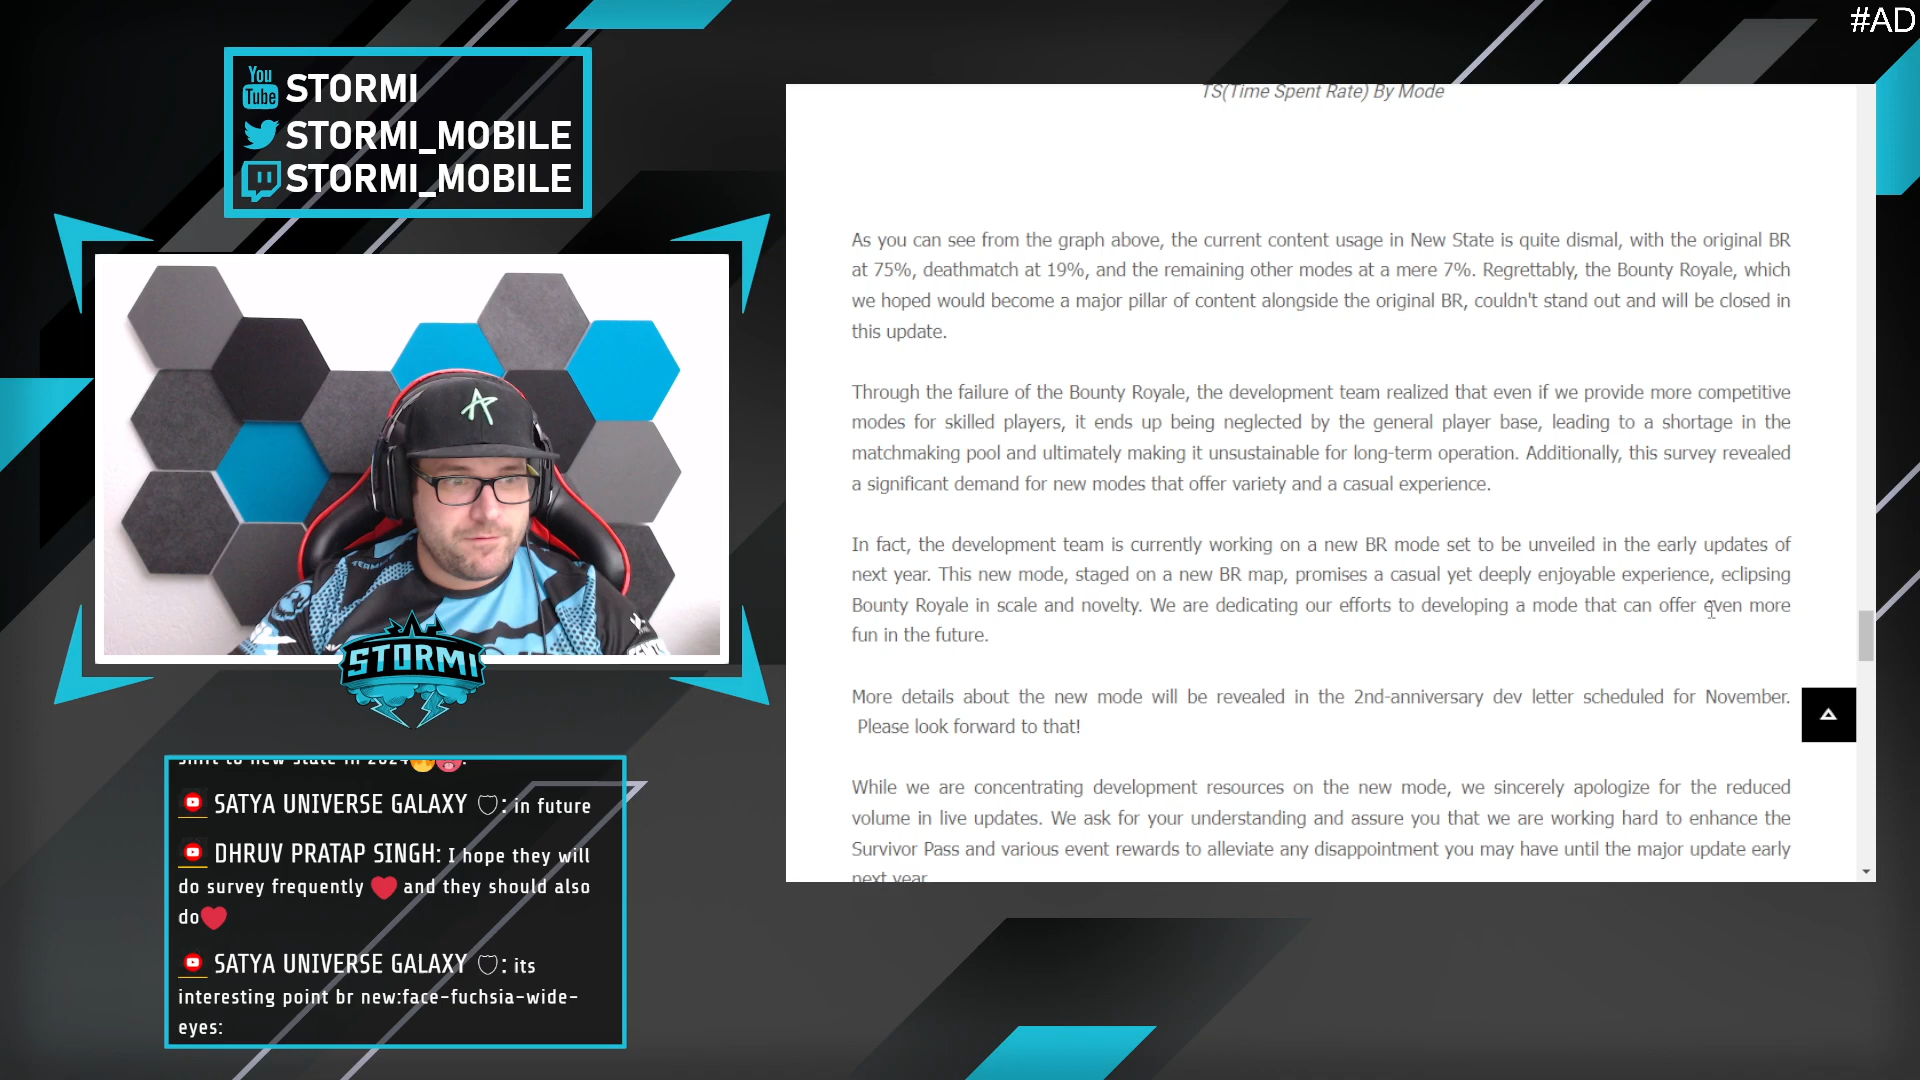 #AD
You
Tube STORMI
STORMI_MOBILE
STORMI_MOBILE
TS(Time Spent Rate) By Mode
As you can see from the graph above, the current content usage in New State is quite dismal, with the original BR
at 75%, deathmatch at 19%, and the remaining other modes at a mere 7%. Regrettably, the Bounty Royale, which
we hoped would become a major pillar of content alongside the original BR, couldn't stand out and will be closed in
this update.
Through the failure of the Bounty Royale, the development team realized that even if we provide more competitive
modes for skilled players, it ends up being neglected by the general player base, leading to a shortage in the
matchmaking pool and ultimately making it unsustainable for long-term operation. Additionally, this survey revealed
a significant demand for new modes that offer variety and a casual experience.
In fact, the development team is currently working on a new BR mode set to be unveiled in the early updates of
next year. This new mode, staged on a new BR map, promises a casual yet deeply enjoyable experience, eclipsing
Bounty Royale in scale and novelty. We are dedicating our efforts to developing a mode that can offer even more
fun in the future.
More details about the new mode will be revealed in the 2nd-anniversary dev letter scheduled for November.
Please look forward to that!
While we are concentrating development resources on the new mode, we sincerely apologize for the reduced
volume in live updates. We ask for your understanding and assure you that we are working hard to enhance the
Survivor Pass and various event rewards to alleviate any disappointment you may have until the major update early
next year.
STORMI
shift to new state in 2024
SATYA UNIVERSE GALAXY : in future
DHRUV PRATAP SINGH: I hope they will
do survey frequently ❤️ and they should also
do❤️
SATYA UNIVERSE GALAXY : its
interesting point br new:face-fuchsia-wide-
eyes: